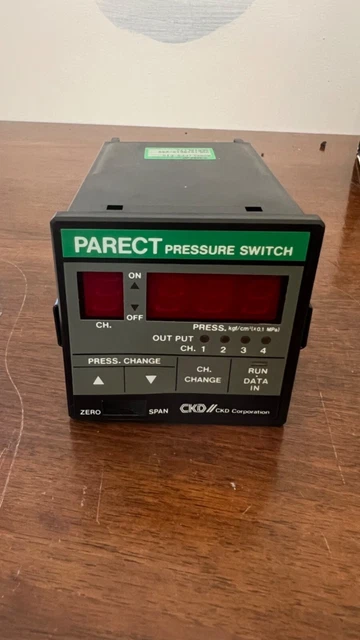 PARECT PRESSURE SWITCH
ON
OFF
CH.
PRESS. kgf/cm²(×0.1 MPa)
OUT PUT
CH. 1 2 3 4
PRESS. CHANGE
CH. CHANGE
RUN
DATA IN
ZERO SPAN CKD CKD Corporation